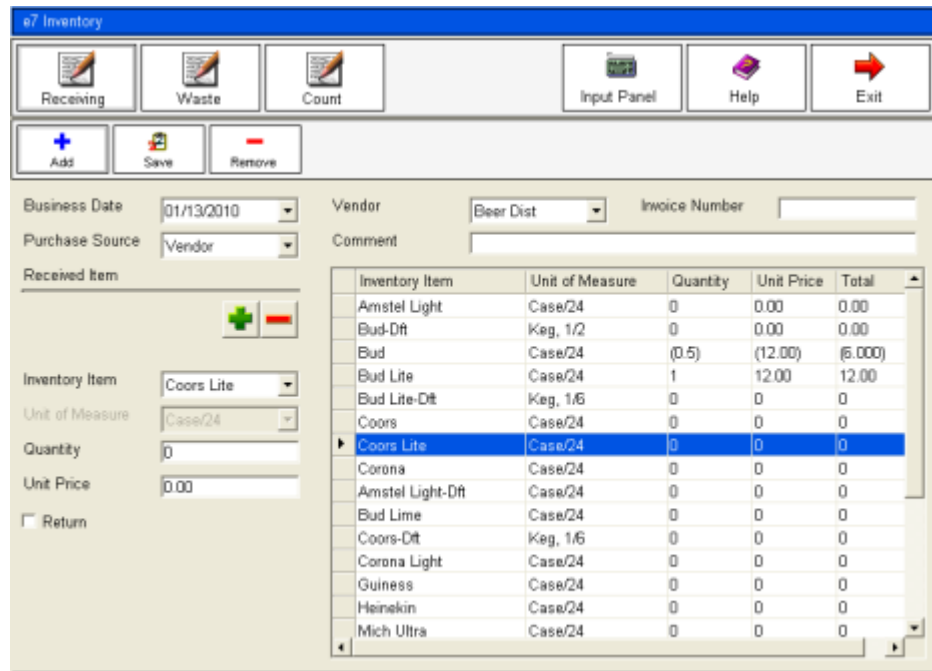 e7 Inventory
Receiving Waste Count Input Panel Help Exit
Add Save Remove
Business Date 01/13/2010 Vendor Beer Dist Invoice Number
Purchase Source Vendor Comment
Received Item
Inventory Item Unit of Measure Quantity Unit Price Total
Amstel Light Case/24 0 0.00 0.00
Bud-Dft Keg, 1/2 0 0.00 0.00
Bud Case/24 (0.5) (12.00) (6.000)
Inventory Item Coors Lite
Bud Lite Case/24 1 12.00 12.00
Bud Lite-Dft Keg, 1/6 0 0 0
Unit of Measure Case/24
Coors Case/24 0 0 0
Quantity 0
Coors Lite Case/24 0 0 0
Corona Case/24 0 0 0
Unit Price 0.00
Amstel Light-Dft Case/24 0 0 0
Return
Bud Lime Case/24 0 0 0
Coors-Dft Keg, 1/6 0 0 0
Corona Light Case/24 0 0 0
Guiness Case/24 0 0 0
Heinekin Case/24 0 0 0
Mich Ultra Case/24 0 0 0